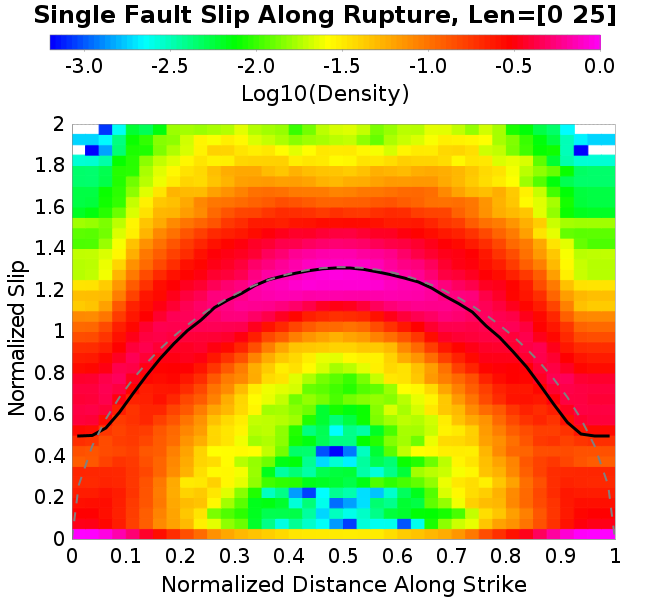 Single Fault Slip Along Rupture, Len=[0 25]
-3.0 -2.5 -2.0 -1.5 -1.0 -0.5 0.0
Log10(Density)
2
1.8
1.6
1.4
1.2
1
0.8
0.6
0.4
0.2
0
Normalized Slip
0 0.1 0.2 0.3 0.4 0.5 0.6 0.7 0.8 0.9 1
Normalized Distance Along Strike